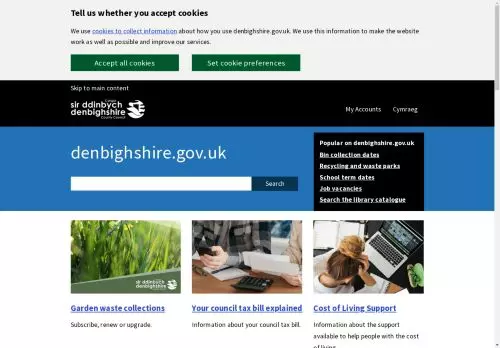 Tell us whether you accept cookies
We use cookies to collect information about how you use denbighshire.gov.uk. We use this information to make the website
work as well as possible and improve our services.
Accept all cookies
Set cookie preferences
Skip to main content
Cyngor
sir ddinbych
denbighshire
County Council
My Accounts
Cymraeg
denbighshire.gov.uk
Search
Popular on denbighshire.gov.uk
Bin collection dates
Recycling and waste parks
School term dates
Job vacancies
Search the library catalogue
sir ddinbych
denbighshire
Garden waste collections
Subscribe, renew or upgrade.
Your council tax bill explained
Information about your council tax bill.
Cost of Living Support
Information about the support
available to help people with the
cost of living.